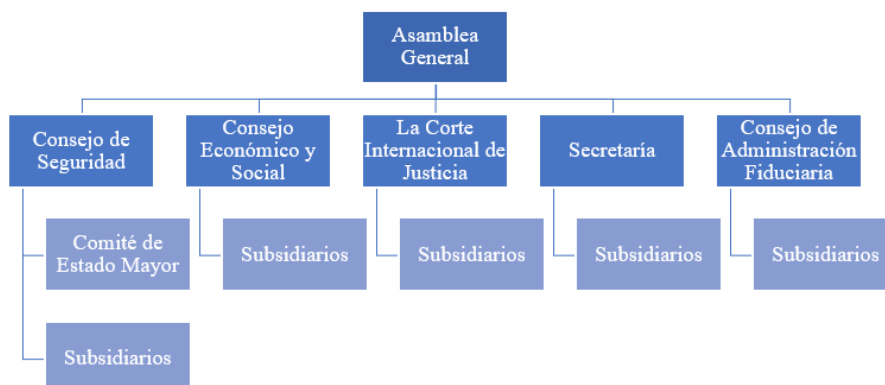 Asamblea
General
Consejo de
Seguridad
Consejo
Económico y
Social
La Corte
Internacional de
Justicia
Secretaría
Consejo de
Administración
Fiduciaria
Comité de
Estado Mayor
Subsidiarios
Subsidiarios
Subsidiarios
Subsidiarios
Subsidiarios